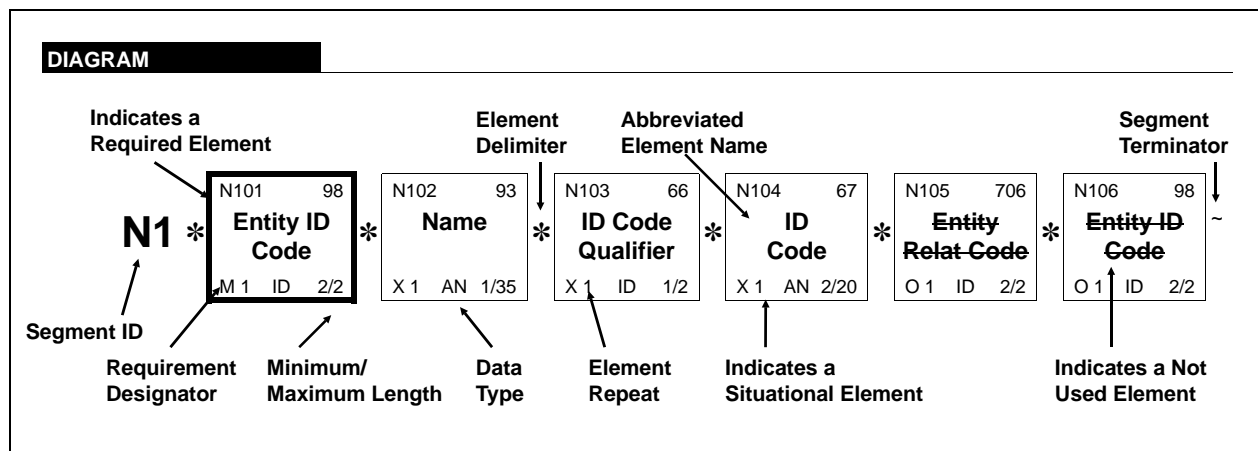 DIAGRAM
Indicates a
Required Element
Element
Delimiter
Abbreviated
Element Name
Segment
Terminator
N1 *
N101 98
Entity ID
Code
M 1 ID 2/2
*
N102 93
Name
X 1 AN 1/35
*
N103 66
ID Code
Qualifier
X 1 ID 1/2
*
N104 67
ID
Code
X 1 AN 2/20
*
N105 706
Entity
Relat Code
O 1 ID 2/2
*
N106 98
Entity ID
Code
O 1 ID 2/2
~
Segment ID
Requirement
Designator
Minimum/
Maximum Length
Data
Type
Element
Repeat
Indicates a
Situational Element
Indicates a Not
Used Element